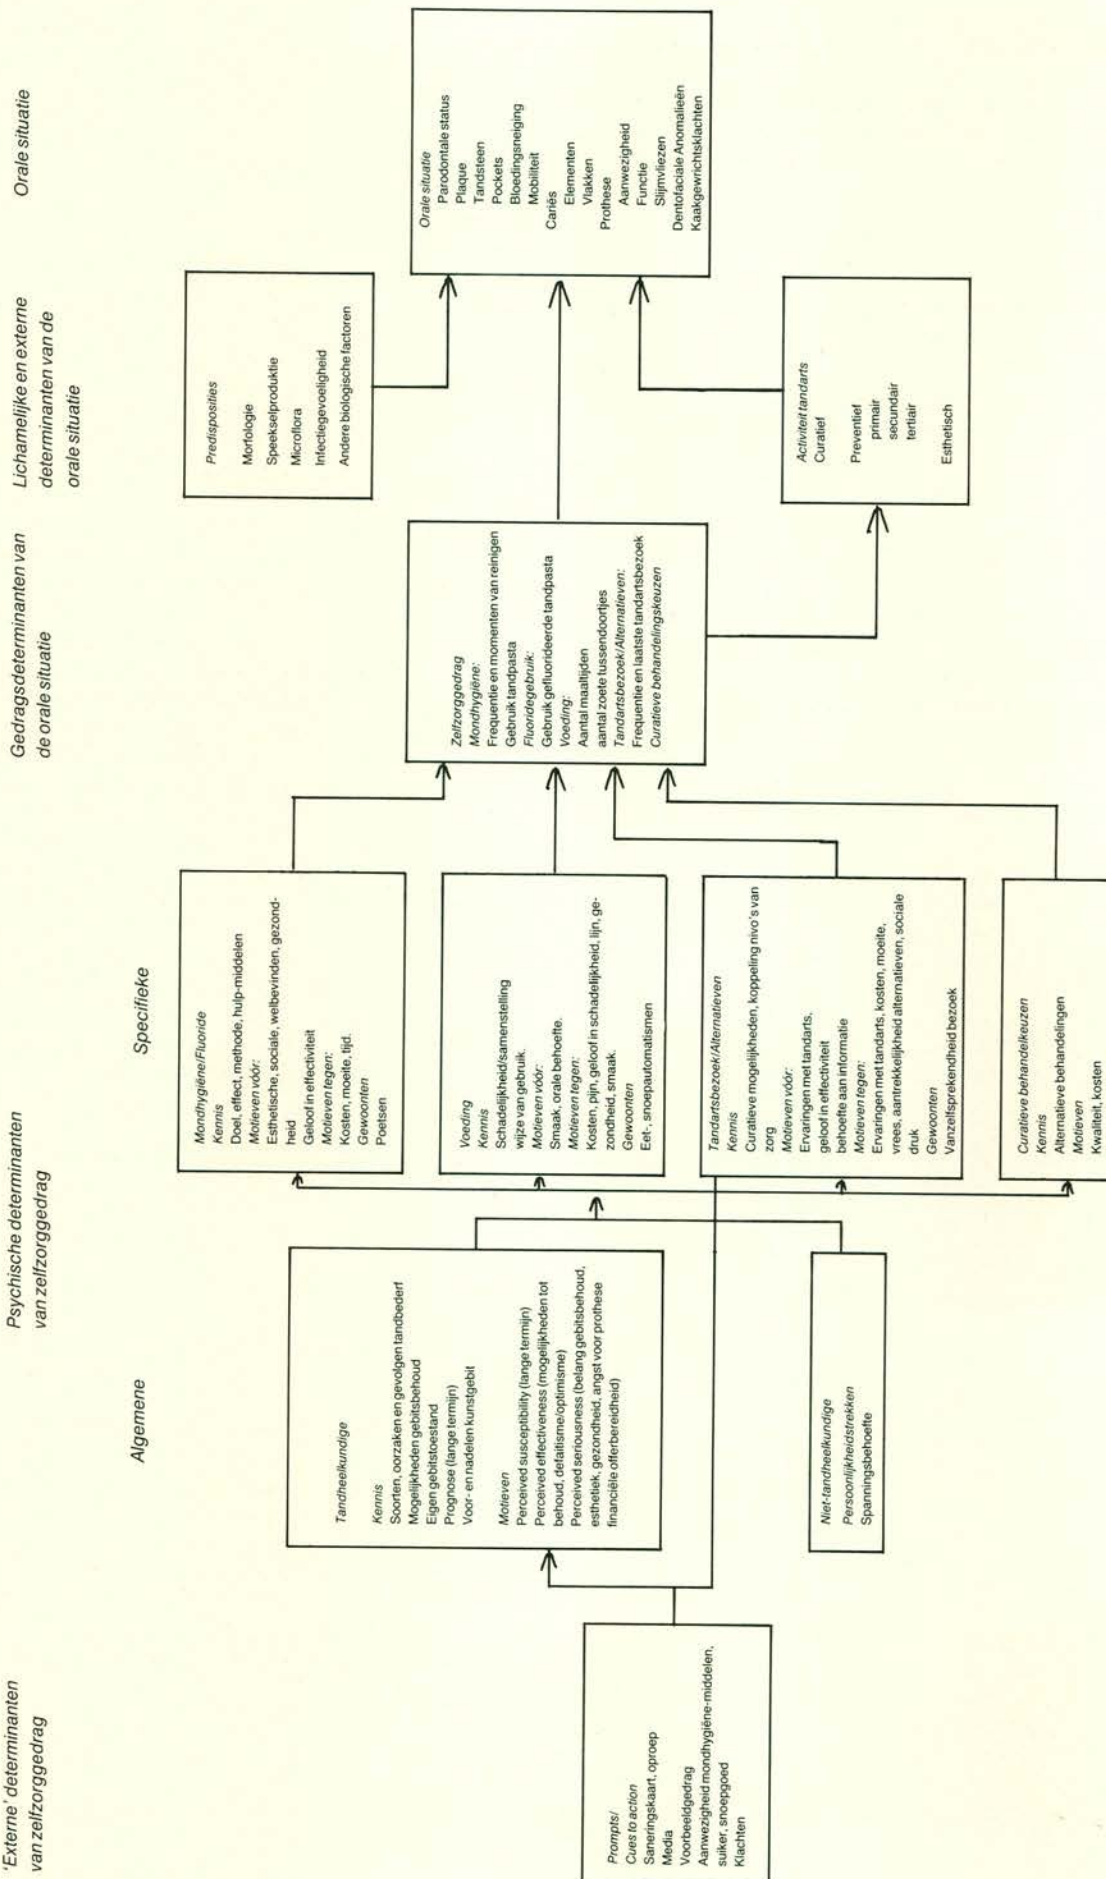 'Externe' determinanten
van zelfzorggedrag
Psychische determinanten
van zelfzorggedrag
Gedragsdeterminanten van
de orale situatie
Lichamelijke en externe
determinanten van de
orale situatie
Orale situatie
Algemene
Specifieke
Prompts/
Cues to action
Saneringskaart, oproep
Media
Voorbeeldgedrag
Aanwezigheid mondhygiëne-middelen,
suiker, snoepgoed
Klachten
Tandheelkundige
Kennis
Soorten, oorzaken en gevolgen tandbederf
Mogelijkheden gebitsbehoud
Eigen gebitstoestand
Prognose (lange termijn)
Voor- en nadelen kunstgebit
Motieven
Perceived susceptibility (lange termijn)
Perceived effectiveness (mogelijkheden tot
behoud, defaitisme/optimisme)
Perceived seriousness (belang gebitsbehoud,
esthetiek, gezondheid, angst voor prothese
financiële offerbereidheid)
Niet-tandheelkundige
Persoonlijkheidstrekken
Spanningsbehoefte
Mondhygiëne/Fluoride
Kennis
Doel, effect, methode, hulp-middelen
Motieven vóór:
Esthetische, sociale, welbevinden, gezond-
heid
Geloof in effectiviteit
Motieven tegen:
Kosten, moeite, tijd.
Gewoonten
Poetsen
Voeding
Kennis
Schadelijkheid/samenstelling
wijze van gebruik.
Motieven vóór:
Smaak, orale behoefte.
Motieven tegen:
Kosten, pijn, geloof in schadelijkheid, lijn, ge-
zondheid, smaak.
Gewoonten
Eet-, snoepautomatismen
Tandartsbezoek/Alternatieven
Kennis
Curatieve mogelijkheden, koppeling nivo's van
zorg
Motieven vóór:
Ervaringen met tandarts,
geloof in effectiviteit
behoefte aan informatie
Motieven tegen:
Ervaringen met tandarts, kosten, moeite,
vrees, aantrekkelijkheid alternatieven, sociale
druk
Gewoonten
Vanzelfsprekendheid bezoek
Curatieve behandelkeuzen
Kennis
Alternatieve behandelingen
Motieven
Kwaliteit, kosten
Zelfzorggedrag
Mondhygiëne:
Frequentie en momenten van reinigen
Gebruik tandpasta
Fluoridegebruik:
Gebruik gefluorideerde tandpasta
Voeding:
Aantal maaltijden
aantal zoete tussendoortjes
Tandartsbezoek/Alternatieven:
Frequentie en laatste tandartsbezoek
Curatieve behandelingskeuzen
Predisposities
Morfologie
Speekselproduktie
Microflora
Infectiegevoeligheid
Andere biologische factoren
Activiteit tandarts
Curatief
Preventief
primair
secundair
tertiair
Esthetisch
Orale situatie
Parodontale status
Plaque
Tandsteen
Pockets
Bloedingsneiging
Mobiliteit
Cariës
Elementen
Vlakken
Prothese
Aanwezigheid
Functie
Slijmvliezen
Dentofaciale Anomalieën
Kaakgewrichtsklachten